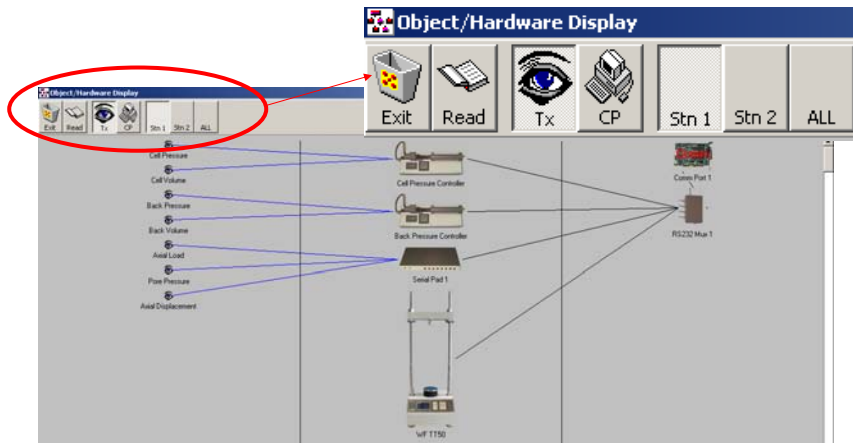 Object/Hardware Display
Exit Read Tx CP Stn 1 Stn 2 ALL
Object/Hardware Display
Exit Read Tx CP Stn 1 Stn 2 ALL
Cell Pressure
Cell Volume
Back Pressure
Back Volume
Axial Load
Pore Pressure
Axial Displacement
Cell Pressure Controller
Back Pressure Controller
Serial Pad 1
WF TT50
Comm Port 1
RS232 Mux 1